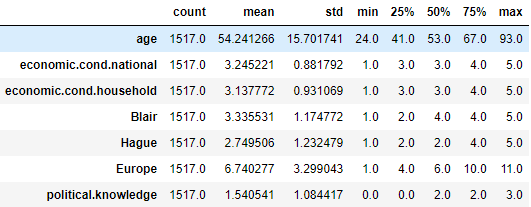 count mean std min 25% 50% 75% max
age 1517.0 54.241266 15.701741 24.0 41.0 53.0 67.0 93.0
economic.cond.national 1517.0 3.245221 0.881792 1.0 3.0 3.0 4.0 5.0
economic.cond.household 1517.0 3.137772 0.931069 1.0 3.0 3.0 4.0 5.0
Blair 1517.0 3.335531 1.174772 1.0 2.0 4.0 4.0 5.0
Hague 1517.0 2.749506 1.232479 1.0 2.0 2.0 4.0 5.0
Europe 1517.0 6.740277 3.299043 1.0 4.0 6.0 10.0 11.0
political.knowledge 1517.0 1.540541 1.084417 0.0 0.0 2.0 2.0 3.0